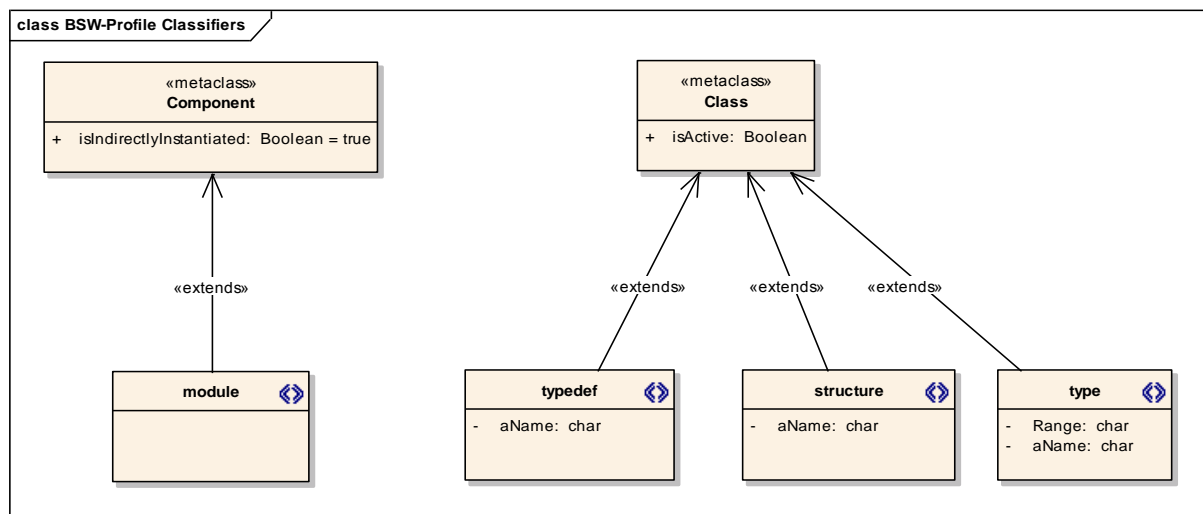 class BSW-Profile Classifiers
«metaclass»
Component
+ isIndirectlyInstantiated: Boolean = true
«metaclass»
Class
+ isActive: Boolean
«extends»
«extends»
«extends»
«extends»
module
typedef
- aName: char
structure
- aName: char
type
- Range: char
- aName: char